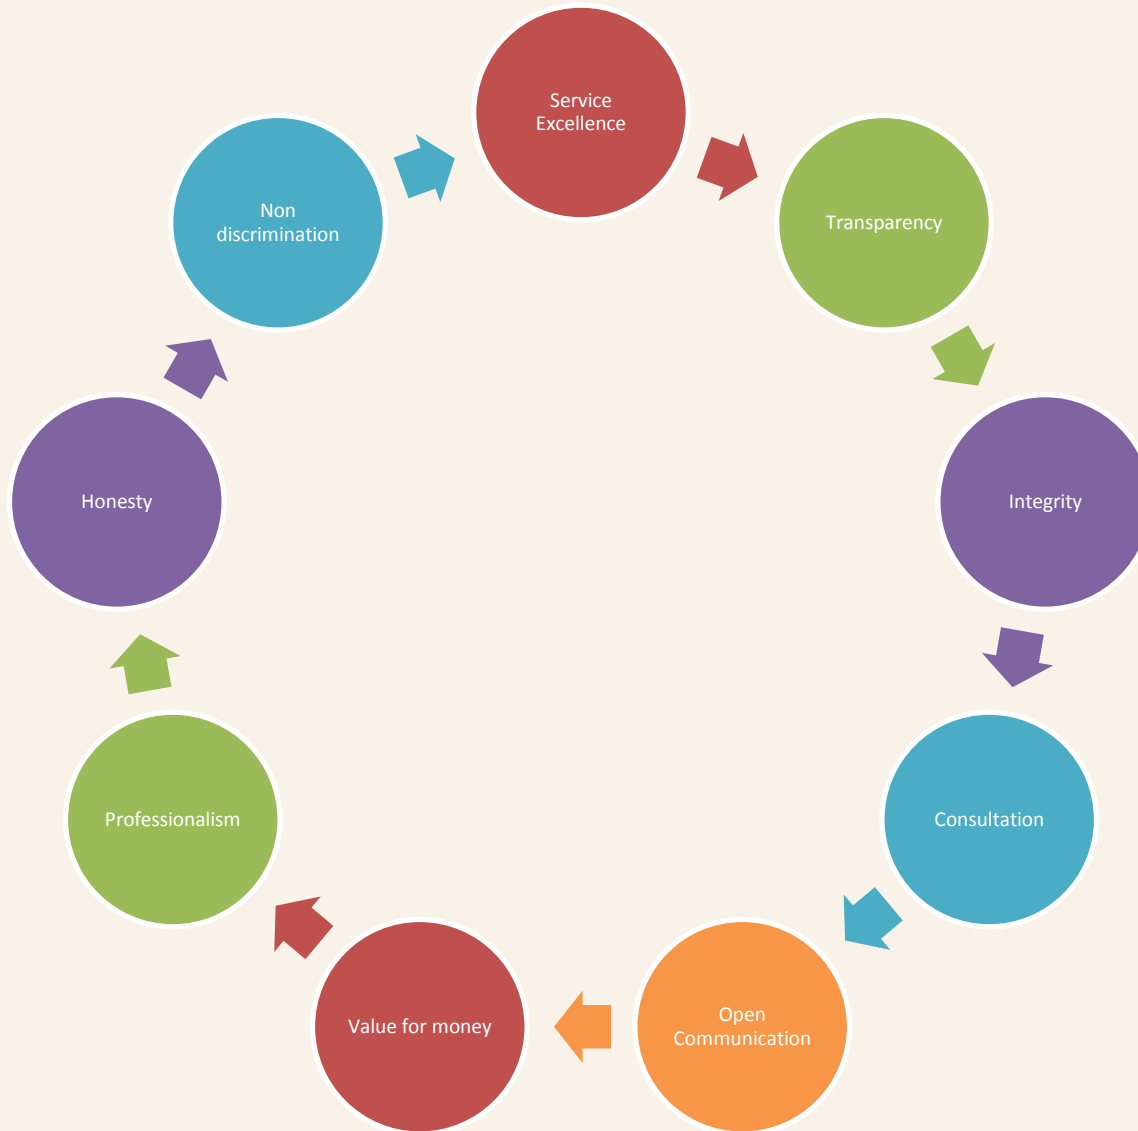 Service
Excellence
Transparency
Integrity
Consultation
Open
Communication
Value for money
Professionalism
Honesty
Non
discrimination